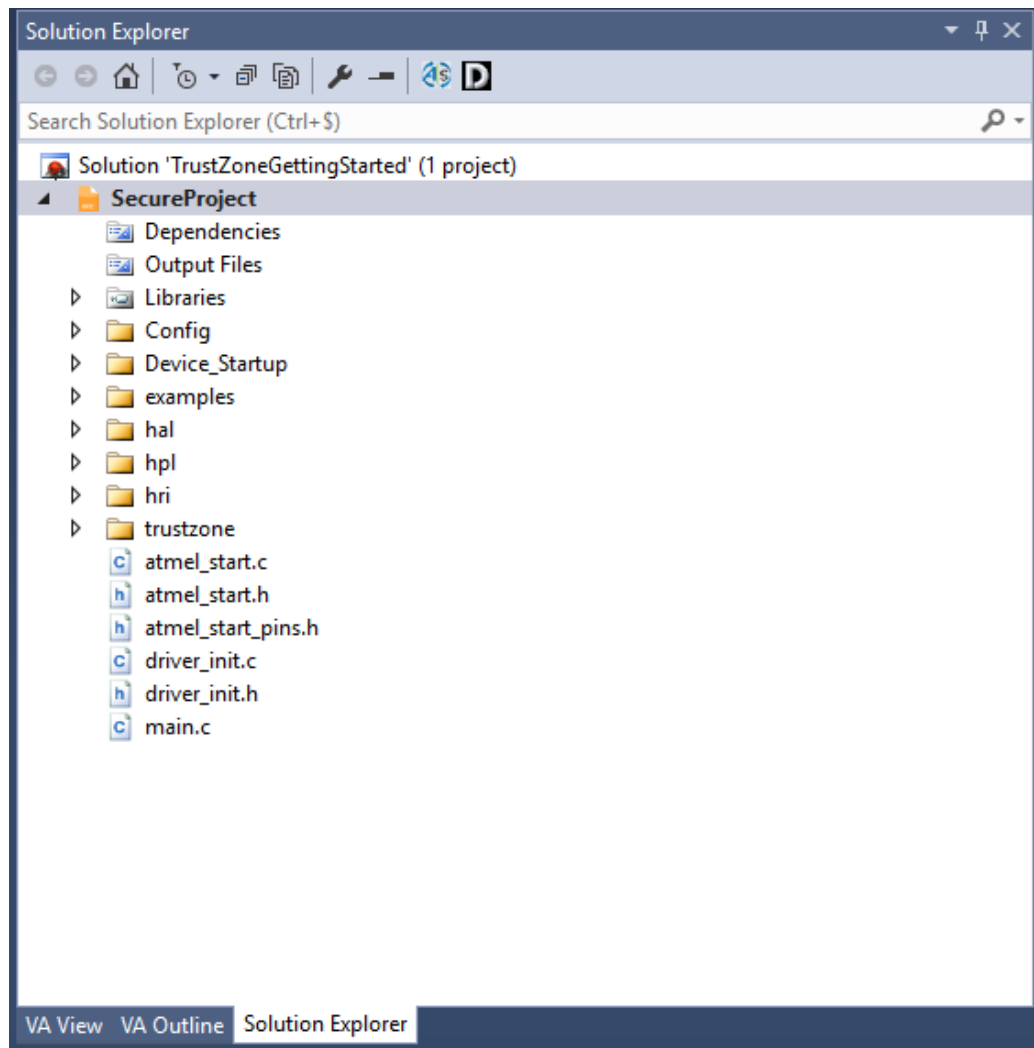 Solution Explorer
Search Solution Explorer (Ctrl+$)
Solution 'TrustZoneGettingStarted' (1 project)
SecureProject
Dependencies
Output Files
Libraries
Config
Device_Startup
examples
hal
hpl
hri
trustzone
atmel_start.c
atmel_start.h
atmel_start_pins.h
driver_init.c
driver_init.h
main.c
VA View VA Outline Solution Explorer